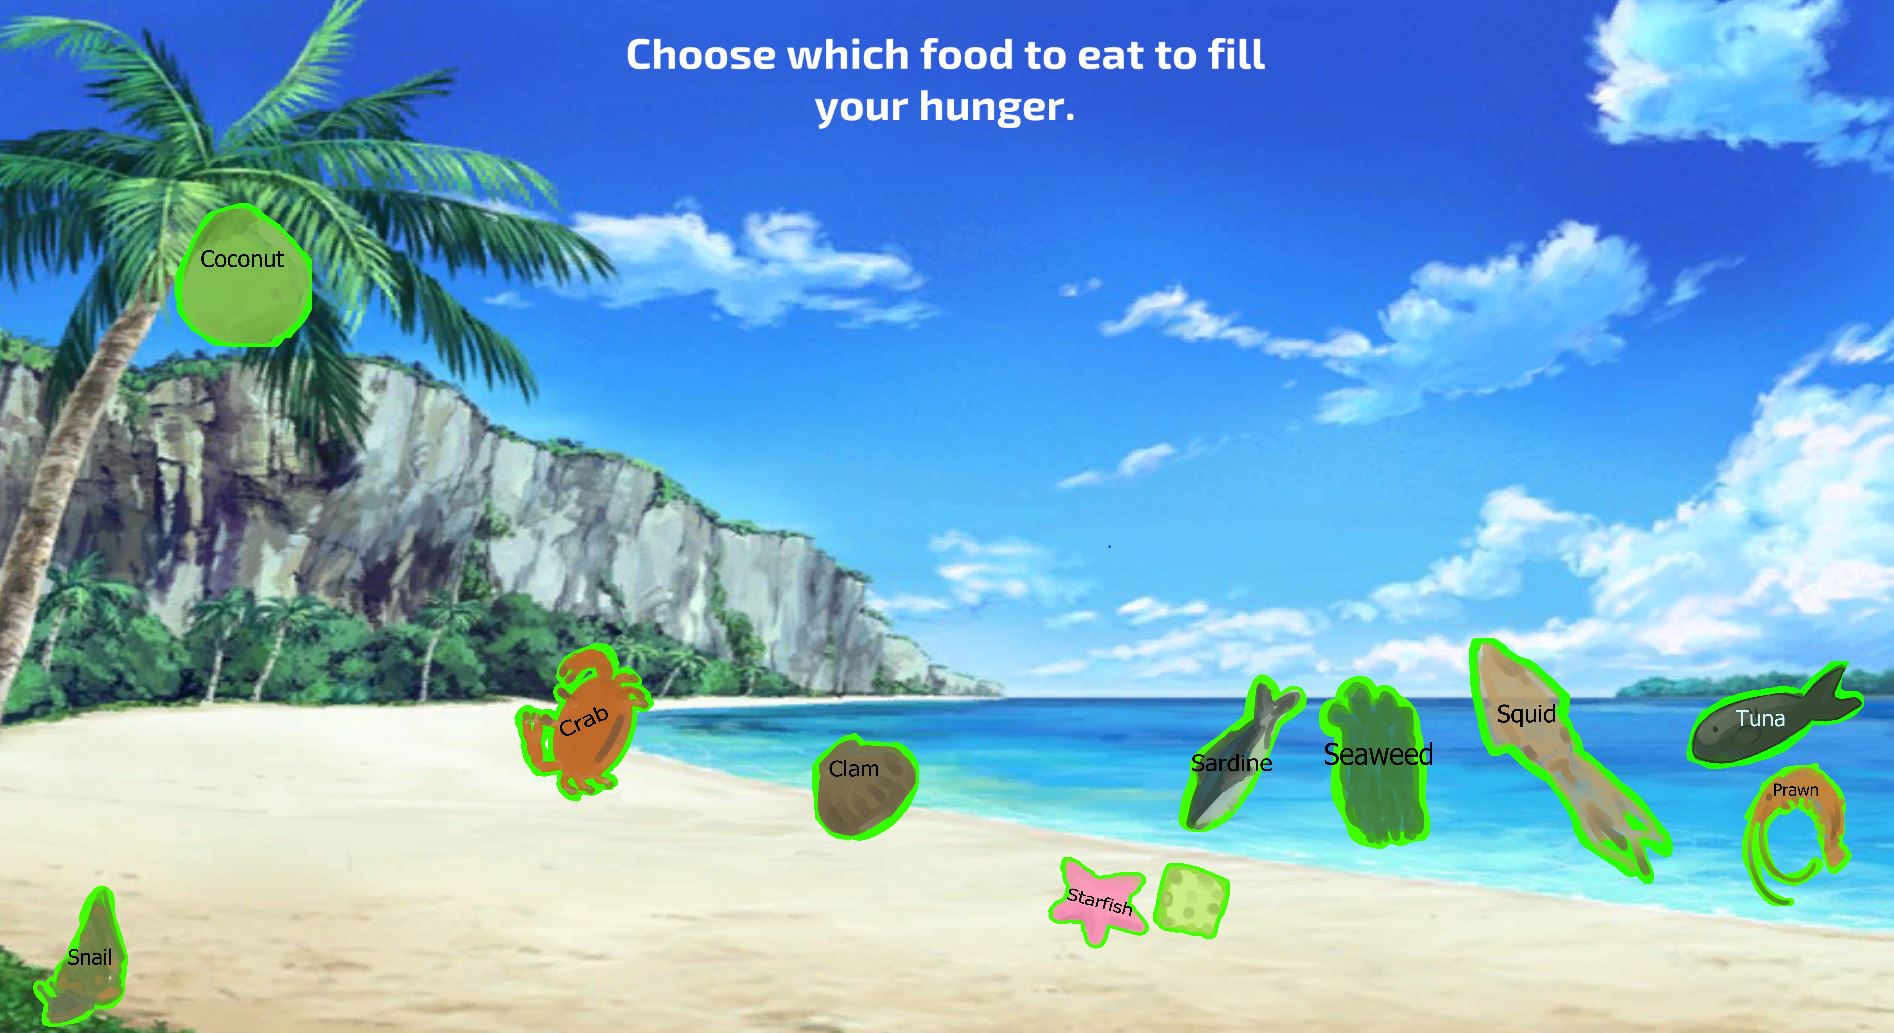 Choose which food to eat to fill
your hunger.
Coconut
Crab
Squid
Tuna
Clam
Sardine
Seaweed
Prawn
Starfish
Snail